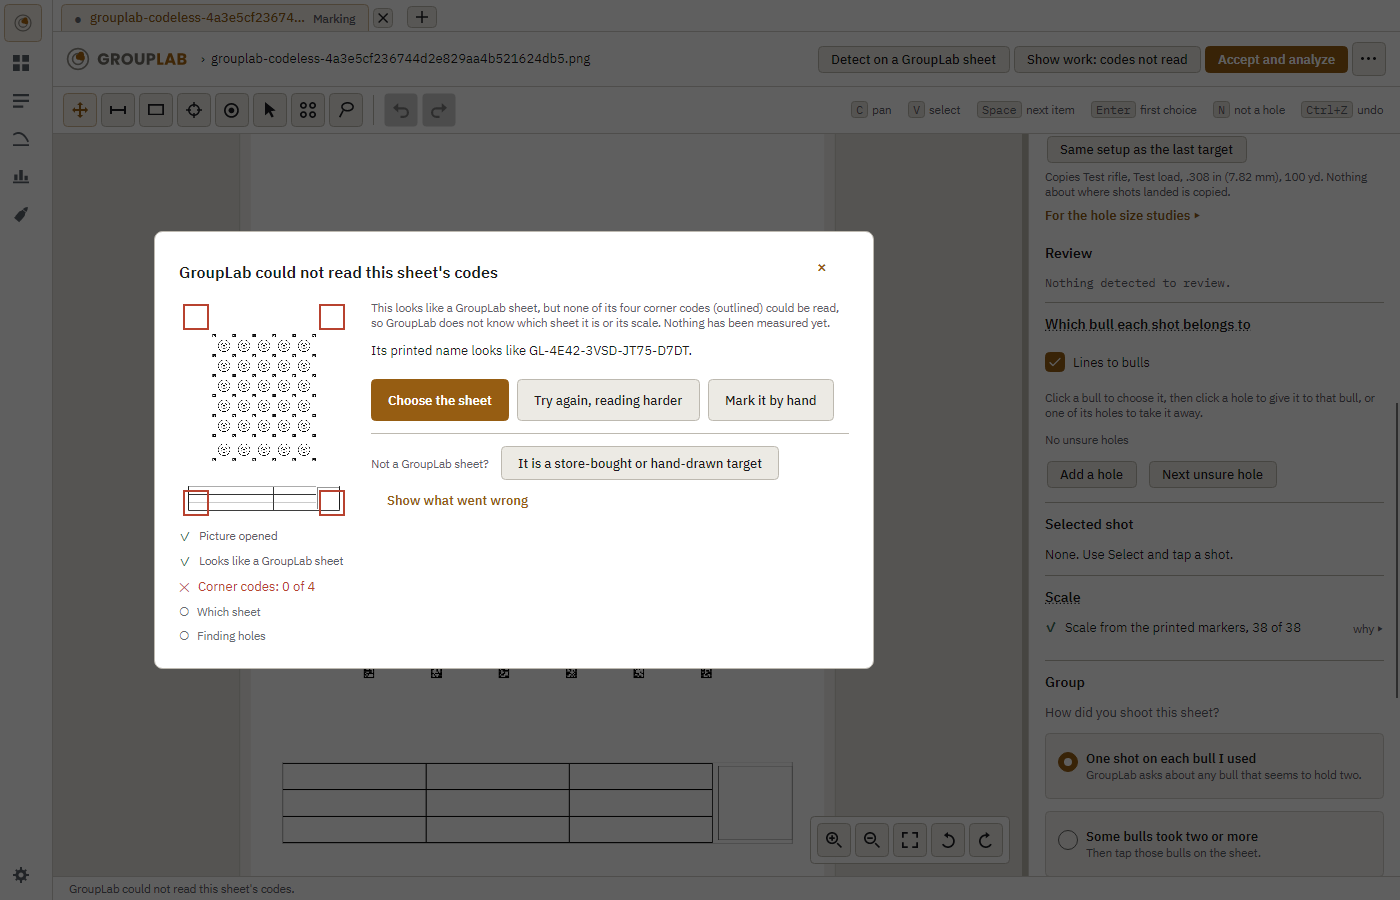 grouplab-codeless-4a3e5cf23674... Marking
GROUPLAB › grouplab-codeless-4a3e5cf236744d2e829aa4b521624db5.png
Detect on a GroupLab sheet
Show work: codes not read
Accept and analyze
C pan
V select
Space next item
Enter first choice
N not a hole
Ctrl+Z undo
Same setup as the last target
Copies Test rifle, Test load, .308 in (7.82 mm), 100 yd. Nothing
about where shots landed is copied.
For the hole size studies ▸
Review
Nothing detected to review.
Which bull each shot belongs to
Lines to bulls
Click a bull to choose it, then click a hole to give it to that bull, or
one of its holes to take it away.
No unsure holes
Add a hole
Next unsure hole
Selected shot
None. Use Select and tap a shot.
Scale
Scale from the printed markers, 38 of 38
why ▸
Group
How did you shoot this sheet?
One shot on each bull I used
GroupLab asks about any bull that seems to hold two.
Some bulls took two or more
Then tap those bulls on the sheet.
GroupLab could not read this sheet's codes
This looks like a GroupLab sheet, but none of its four corner codes (outlined) could be read,
so GroupLab does not know which sheet it is or its scale. Nothing has been measured yet.
Its printed name looks like GL-4E42-3VSD-JT75-D7DT.
Choose the sheet
Try again, reading harder
Mark it by hand
Not a GroupLab sheet?
It is a store-bought or hand-drawn target
Show what went wrong
Picture opened
Looks like a GroupLab sheet
Corner codes: 0 of 4
Which sheet
Finding holes
GroupLab could not read this sheet's codes.